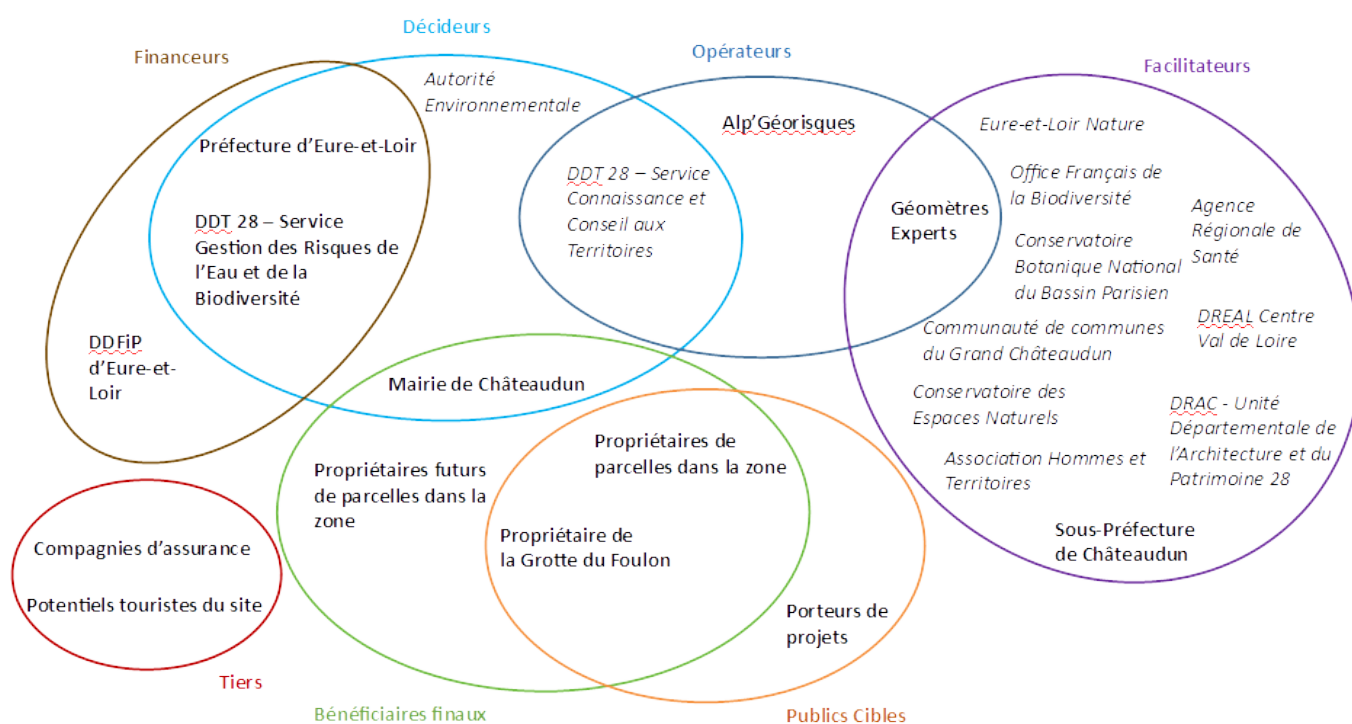 Décideurs
Financeurs
Opérateurs
Facilitateurs
Autorité
Environnementale
Préfecture d'Eure-et-Loir
Alp'Géorisques
Eure-et-Loir Nature
DDT 28 – Service
Connaissance et
Conseil aux
Territoires
Office Français de
la Biodiversité
DDT 28 – Service
Gestion des Risques de
l'Eau et de la
Biodiversité
Géomètres
Experts
Agence
Régionale de
Santé
Conservatoire
Botanique National
du Bassin Parisien
DDFiP
d'Eure-et-
Loir
Communauté de communes
du Grand Châteaudun
DREAL Centre
Val de Loire
Mairie de Châteaudun
Conservatoire des
Espaces Naturels
DRAC - Unité
Départementale de
l'Architecture et du
Patrimoine 28
Propriétaires futurs
de parcelles dans la
zone
Propriétaires de
parcelles dans la zone
Association Hommes et
Territoires
Compagnies d'assurance
Propriétaire de
la Grotte du Foulon
Sous-Préfecture
de Châteaudun
Potentiels touristes du site
Porteurs de
projets
Tiers
Bénéficiaires finaux
Publics Cibles